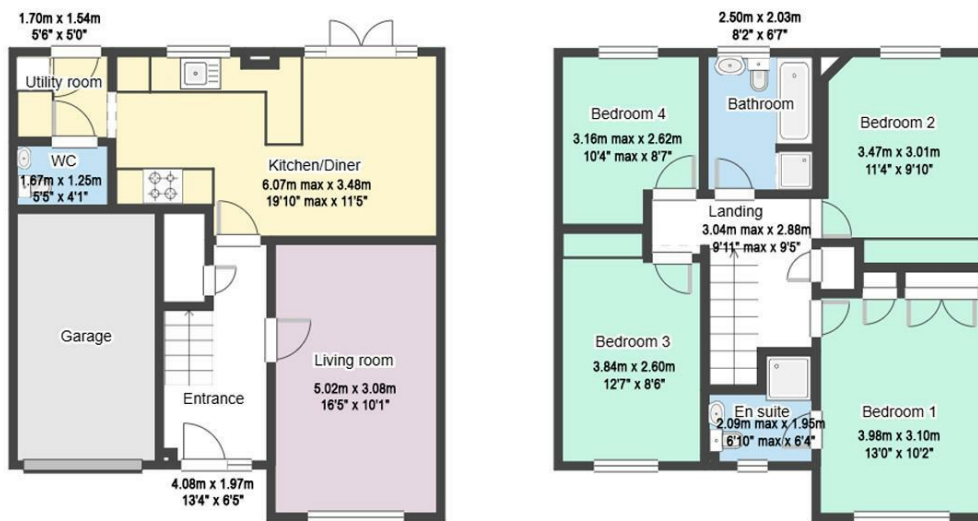 1.70m x 1.54m
5'6" x 5'0"
Utility room
WC
1.67m x 1.25m
5'5" x 4'1"
Kitchen/Diner
6.07m max x 3.48m
19'10" max x 11'5"
Garage
Entrance
4.08m x 1.97m
13'4" x 6'5"
Living room
5.02m x 3.08m
16'5" x 10'1"
2.50m x 2.03m
8'2" x 6'7"
Bathroom
Bedroom 4
3.16m max x 2.62m
10'4" max x 8'7"
Bedroom 2
3.47m x 3.01m
11'4" x 9'10"
Landing
3.04m max x 2.88m
9'11" max x 9'5"
Bedroom 3
3.84m x 2.60m
12'7" x 8'6"
En suite
2.09m max x 1.95m
6'10" max x 6'4"
Bedroom 1
3.98m x 3.10m
13'0" x 10'2"